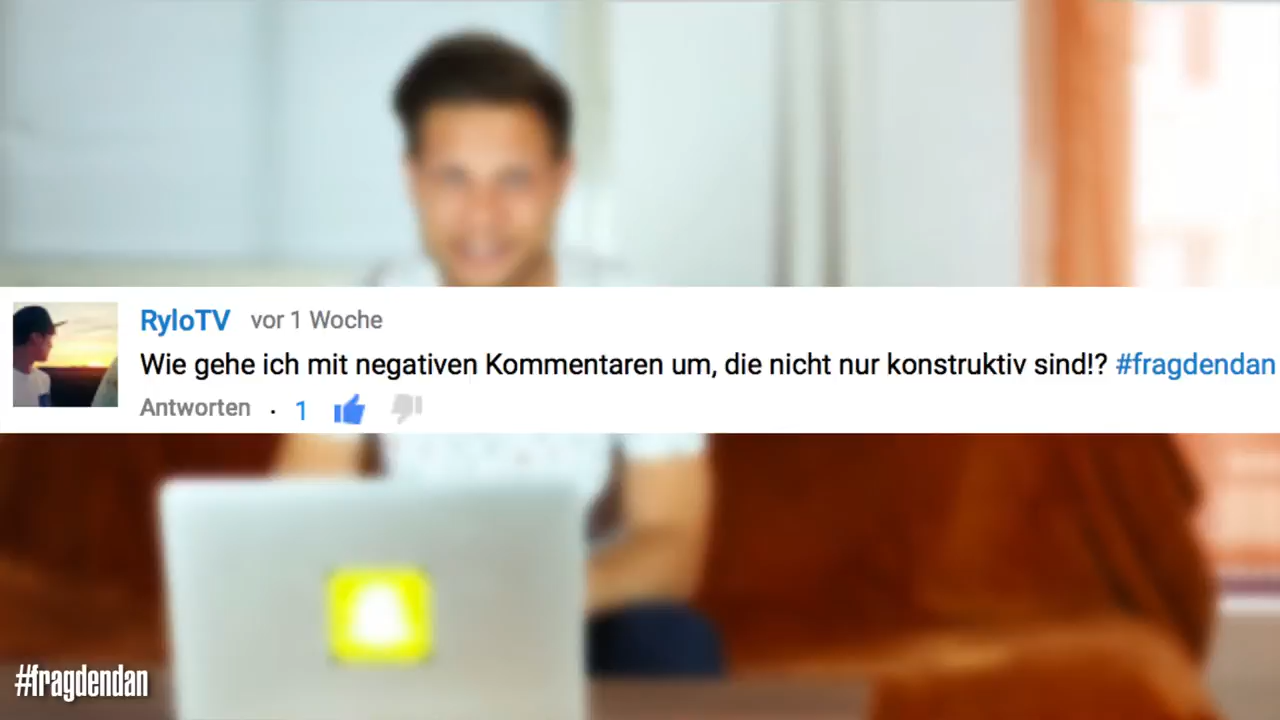 RyloTV vor 1 Woche
Wie gehe ich mit negativen Kommentaren um, die nicht nur konstruktiv sind!? #fragdendan
Antworten · 1
#fragdendan